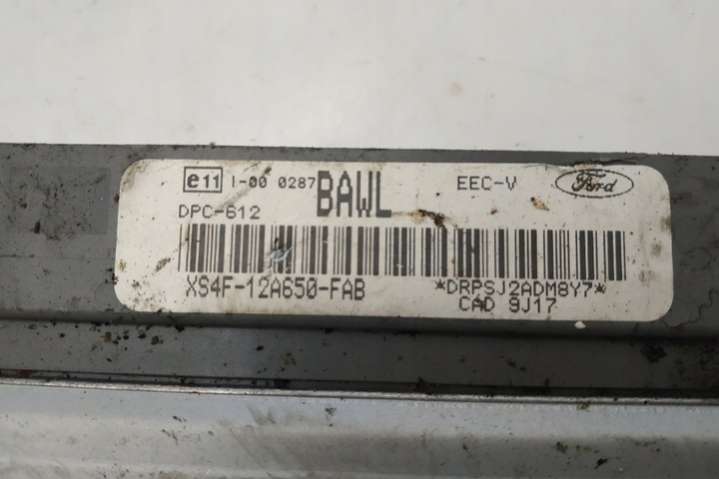 e11 I-00 0287 BAWL EEC-V Ford
DPC-612
XS4F-12A650-FAB *DRPSJ2ADM8Y7*
CAD 9J17